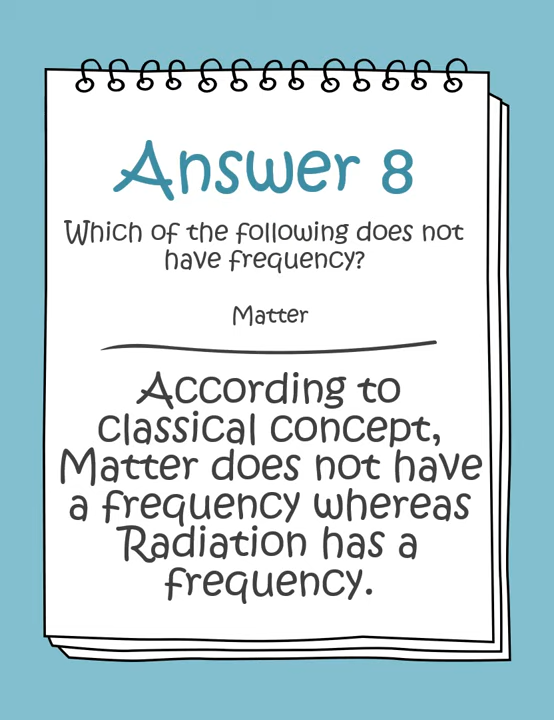 Answer 8
Which of the following does not
have frequency?
Matter
According to
classical concept,
Matter does not have
a frequency whereas
Radiation has a
frequency.